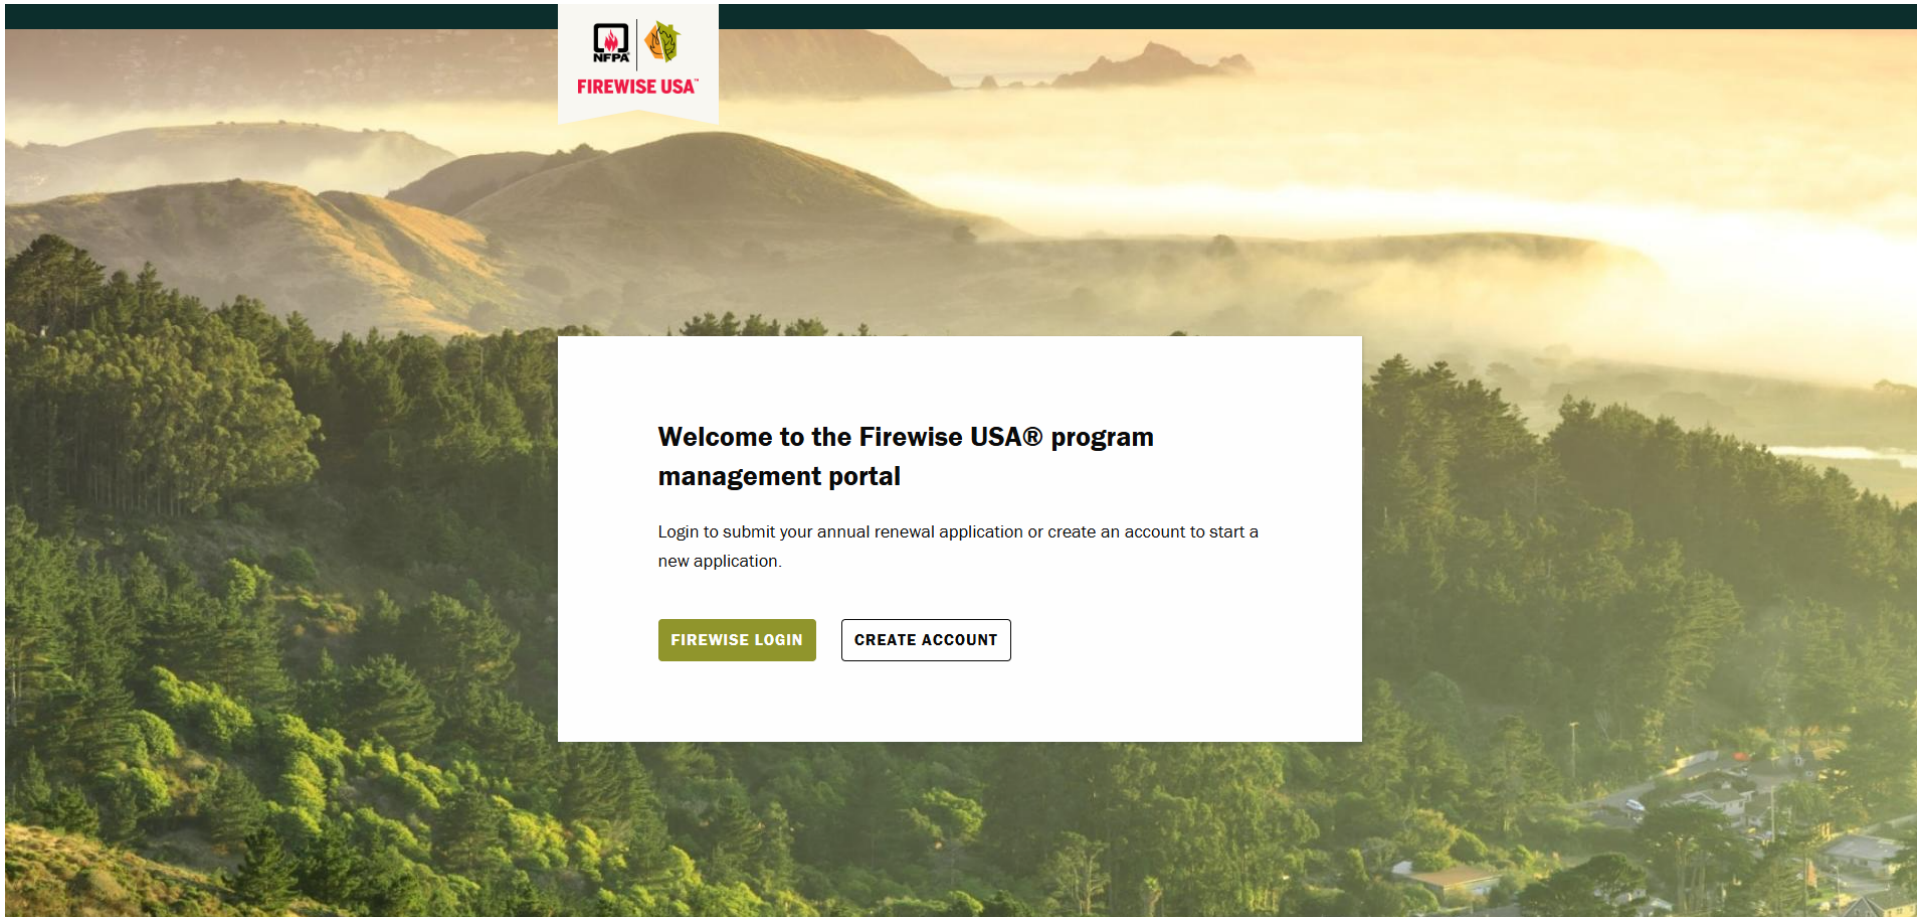 NFPA
FIREWISE USA™
Welcome to the Firewise USA® program
management portal
Login to submit your annual renewal application or create an account to start a
new application.
FIREWISE LOGIN
CREATE ACCOUNT